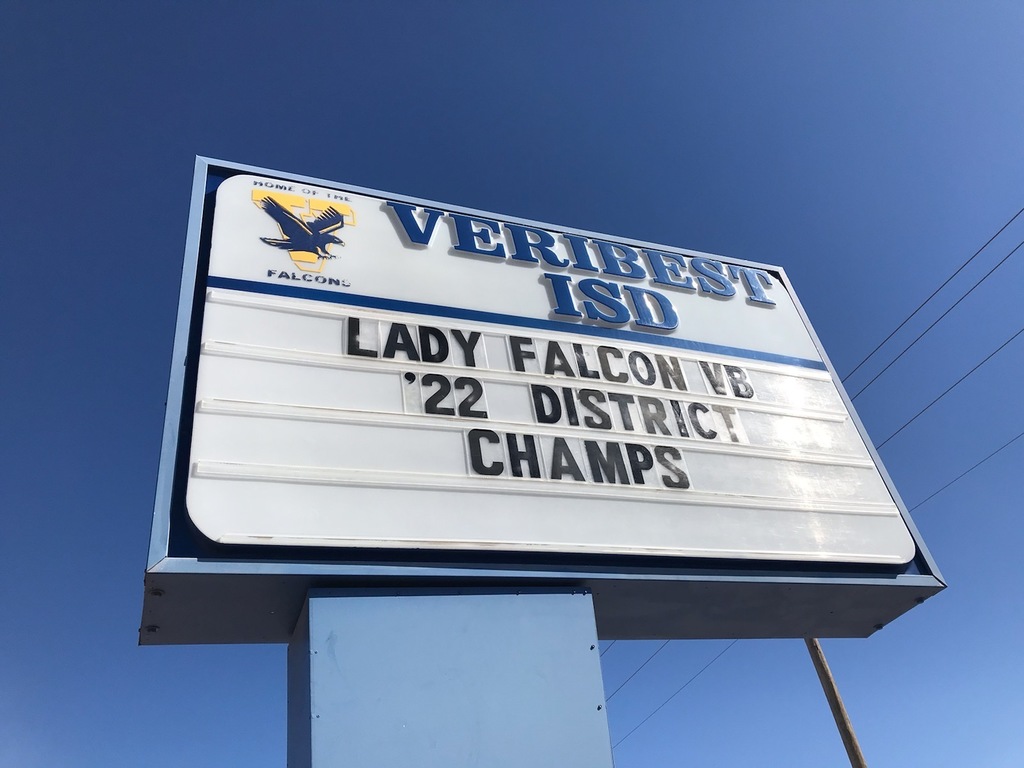 HOME OF THE
V
FALCONS
VERIBEST
ISD
LADY FALCON VB
'22 DISTRICT
CHAMPS